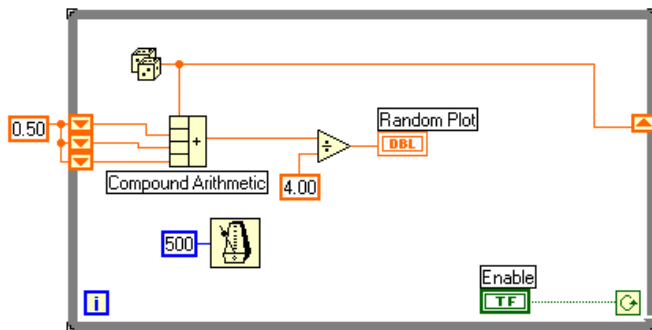 0.50
Random Plot
DBL
+
÷
Compound Arithmetic
4.00
500
Enable
i
TF